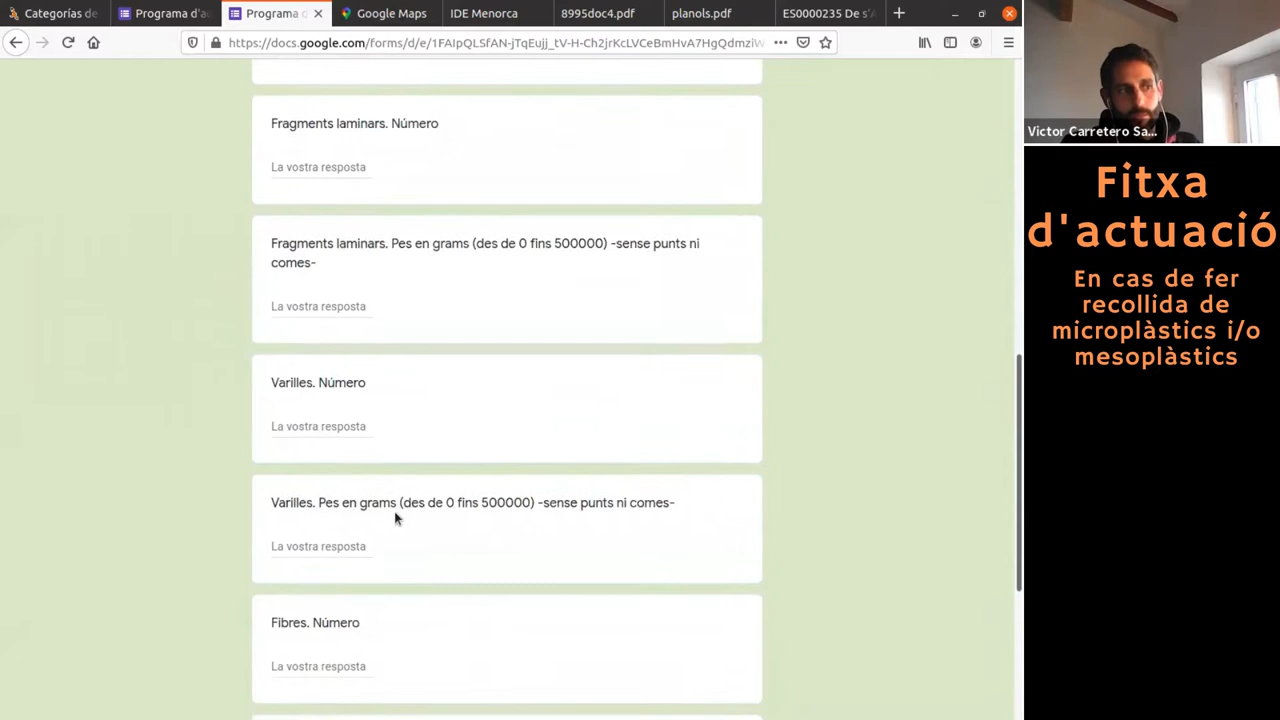 Categorías de
Programa d'au
Programa d
Google Maps
IDE Menorca
8995doc4.pdf
planols.pdf
ES0000235 De s'A
https://docs.google.com/forms/d/e/1FAIpQLSfAN-jTqEujj_tV-H-Ch2jrKcLVCeBmHvA7HgQdmziW
Fragments laminars. Número
La vostra resposta
Fragments laminars. Pes en grams (des de 0 fins 500000) -sense punts ni
comes-
La vostra resposta
Varilles. Número
La vostra resposta
Varilles. Pes en grams (des de 0 fins 500000) -sense punts ni comes-
La vostra resposta
Fibres. Número
La vostra resposta
Victor Carretero Sa...
Fitxa
d'actuació
En cas de fer
recollida de
microplàstics i/o
mesoplàstics